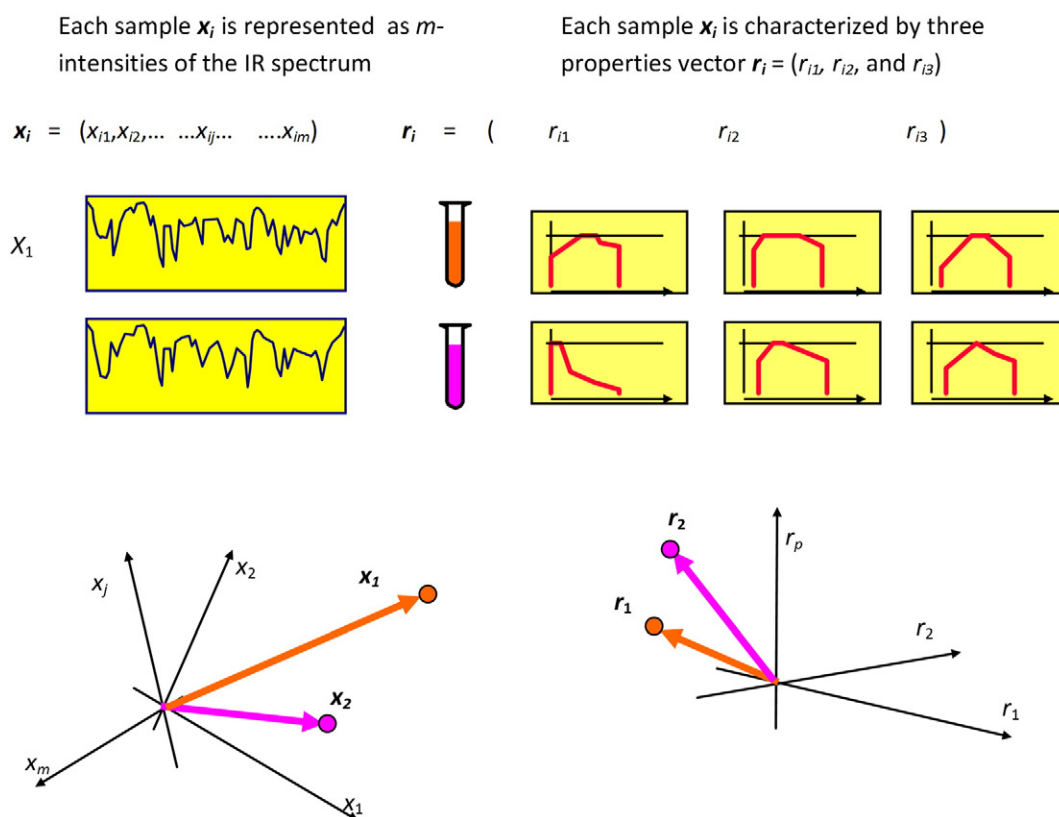 Each sample xᵢ is represented as m-
intensities of the IR spectrum
Each sample xᵢ is characterized by three
properties vector rᵢ = (rᵢ₁, rᵢ₂, and rᵢ₃)
xᵢ = (xᵢ₁,xᵢ₂,... ...xᵢⱼ... ....xᵢₘ)
rᵢ = ( rᵢ₁ rᵢ₂ rᵢ₃ )
X₁
xⱼ
x₂
x₁
x₂
xₘ
x₁
r₂
rₚ
r₁
r₂
r₁